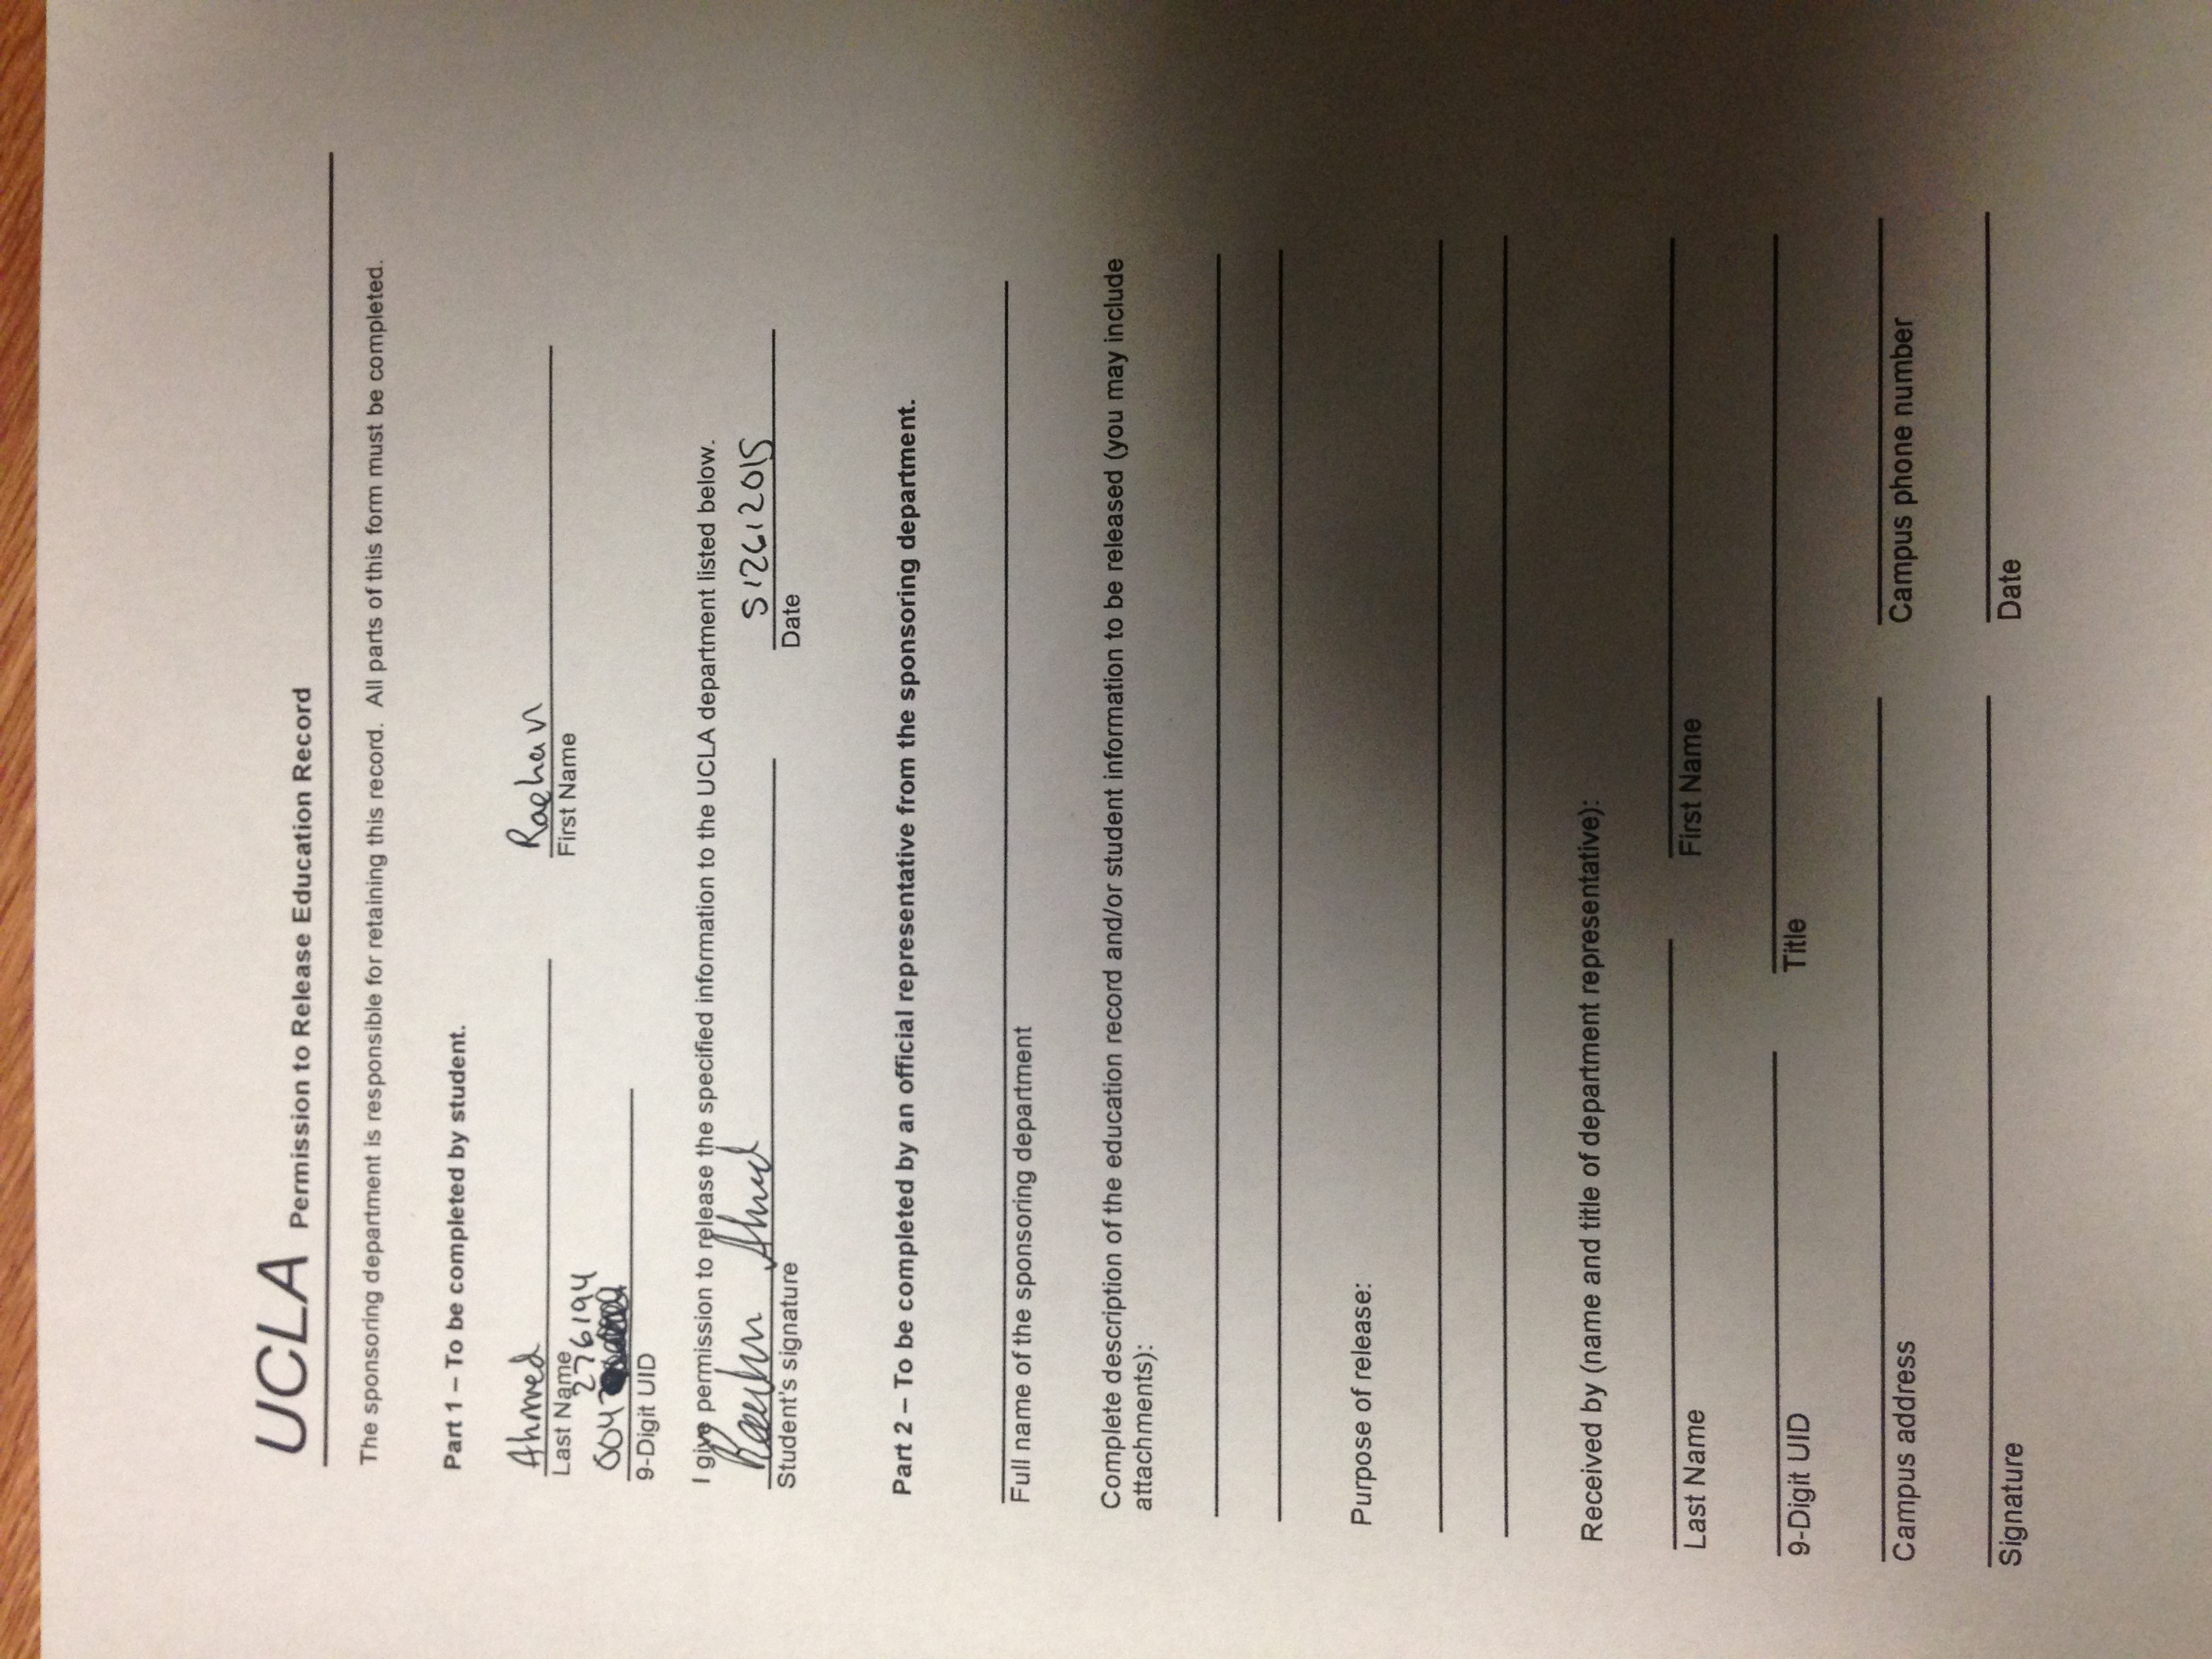 UCLA Permission to Release Education Record
The sponsoring department is responsible for retaining this record. All parts of this form must be completed.
Part 1 – To be completed by student.
Ahmed Raehan
Last Name First Name
276194
004
9-Digit UID
I give permission to release the specified information to the UCLA department listed below.
Raehan Ahmed 5/26/2015
Student's signature Date
Part 2 – To be completed by an official representative from the sponsoring department.
Full name of the sponsoring department
Complete description of the education record and/or student information to be released (you may include
attachments):
Purpose of release:
Received by (name and title of department representative):
Last Name First Name
9-Digit UID Title
Campus address Campus phone number
Signature Date